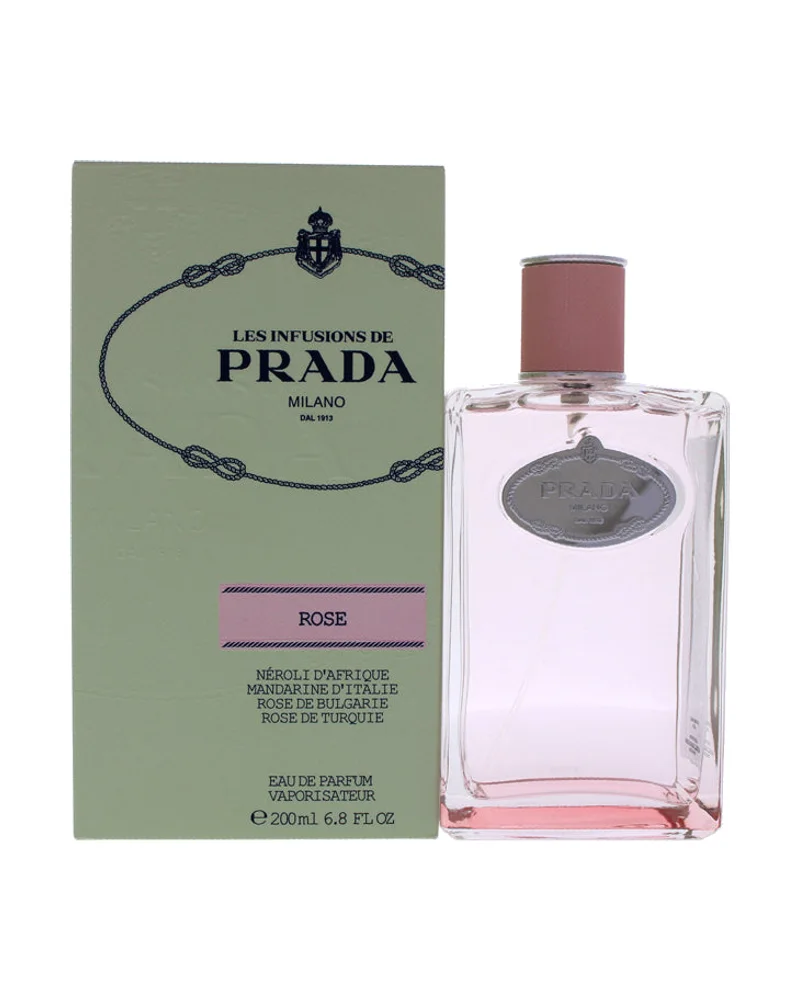 LES INFUSIONS DE
PRADA
MILANO
DAL 1913
ROSE
NÉROLI D'AFRIQUE
MANDARINE D'ITALIE
ROSE DE BULGARIE
ROSE DE TURQUIE
EAU DE PARFUM
VAPORISATEUR
℮ 200ml 6.8 FL OZ
PRADA
MILANO